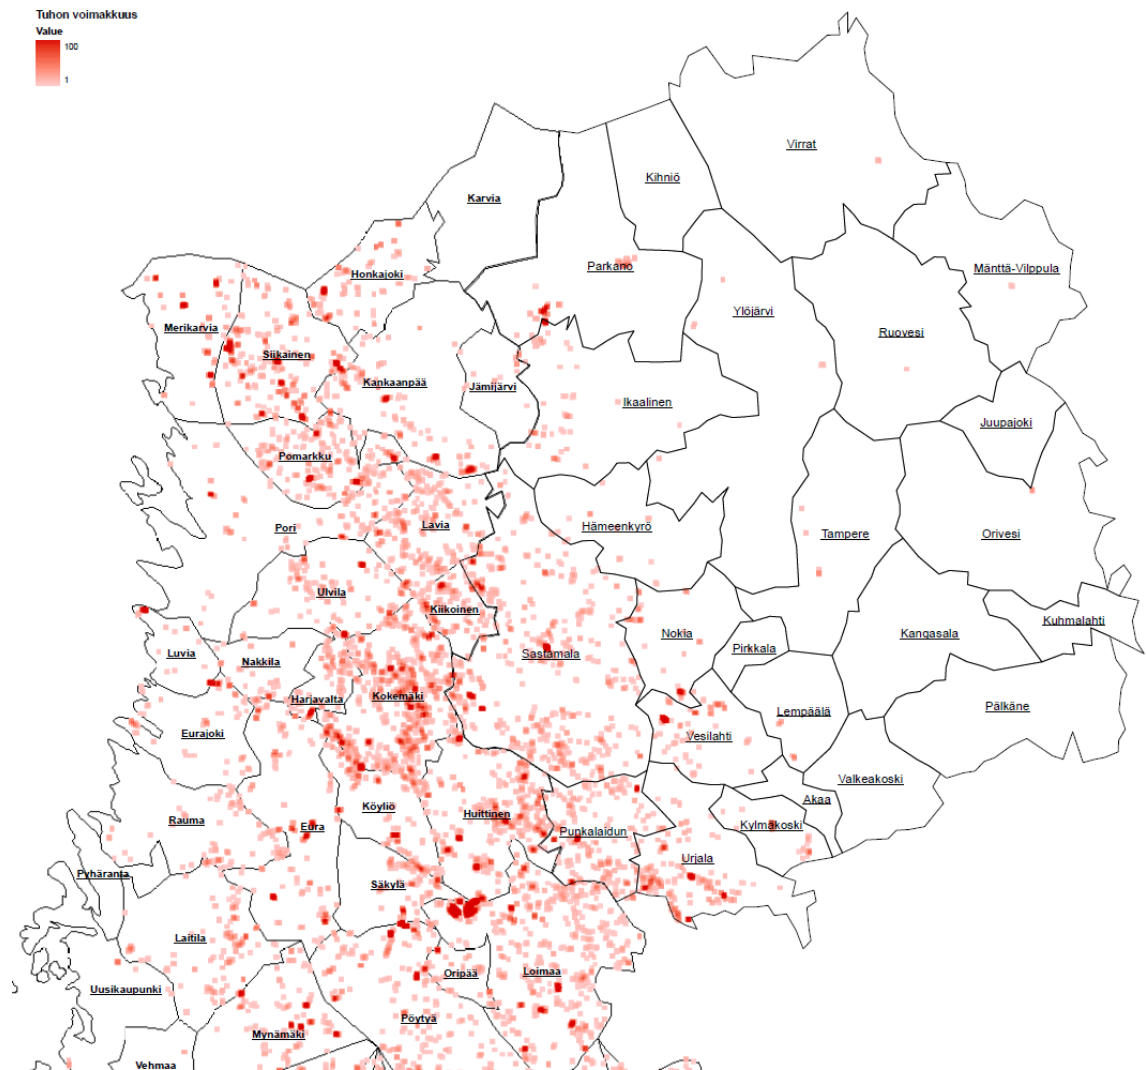 Tuhon voimakkuus
Value
100
1
Virrat
Kihniö
Karvia
Parkano
Mänttä-Vilppula
Honkajoki
Ylöjärvi
Merikarvia
Ruovesi
Siikainen
Kankaanpää
Jämijärvi
Ikaalinen
Juupajoki
Pomarkku
Pori
Lavia
Hämeenkyrö
Tampere
Orivesi
Ulvila
Kiikoinen
Kuhmalahti
Nokia
Kangasala
Luvia
Nakkila
Sastamala
Pirkkala
Harjavalta
Kokemäki
Lempäälä
Pälkäne
Eurajoki
Vesilahti
Valkeakoski
Köyliö
Akaa
Rauma
Eura
Huittinen
Punkalaidun
Kylmäkoski
Pyhäranta
Säkylä
Urjala
Laitila
Oripää
Loimaa
Uusikaupunki
Pöytyä
Mynämäki
Vehmaa